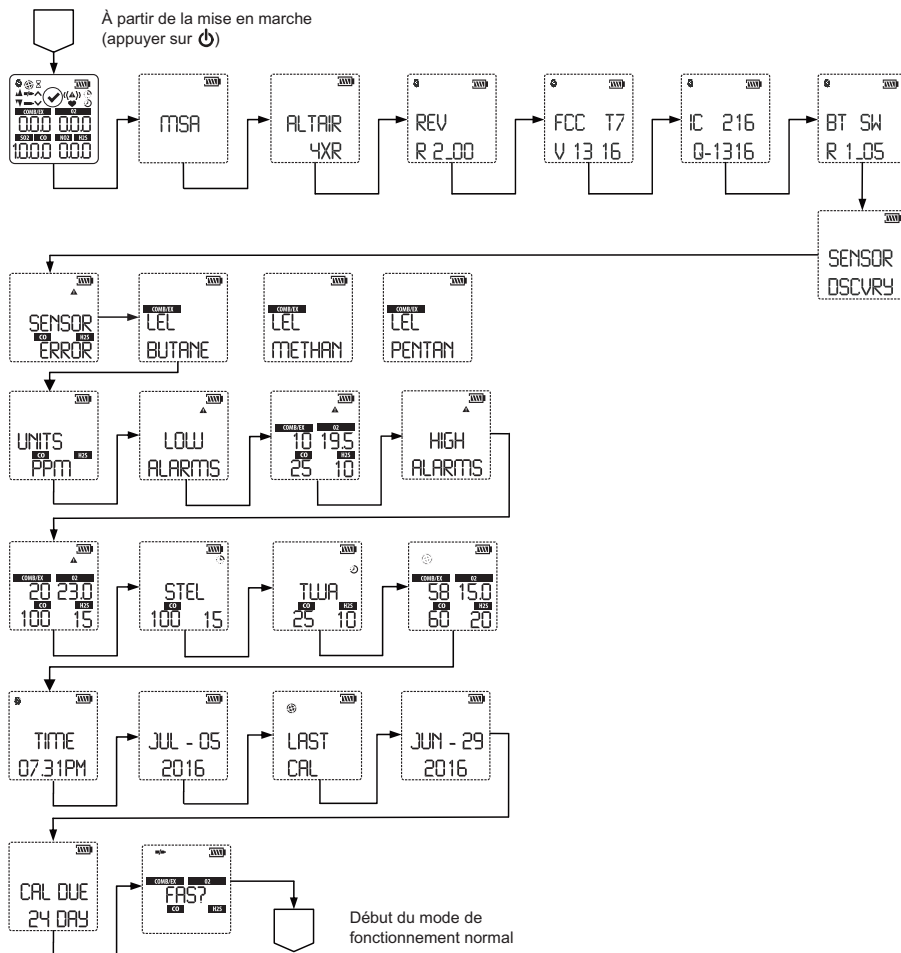 À partir de la mise en marche
(appuyer sur ⏻)
COMB/EX O2
0.0.0 0.0.0
SO2 CO NO2 H2S
1.0.0.0 0.0.0
MSA
ALTAIR
4XR
REV
R 2_00
FCC T7
V 13 16
IC 216
Q-1316
BT SW
R 1_05
SENSOR
DSCVRY
SENSOR
CO H2S
ERROR
COMB/EX
LEL
BUTANE
COMB/EX
LEL
METHAN
COMB/EX
LEL
PENTAN
UNITS
CO H2S
PPM
LOW
ALARMS
COMB/EX O2
10 19.5
CO H2S
25 10
HIGH
ALARMS
COMB/EX O2
20 23.0
CO H2S
100 15
STEL
CO H2S
100 15
TWA
CO H2S
25 10
COMB/EX O2
58 15.0
CO H2S
60 20
TIME
07.31PM
JUL - 05
2016
LAST
CAL
JUN - 29
2016
CAL DUE
24 DAY
COMB/EX O2
FAS?
CO H2S
Début du mode de
fonctionnement normal